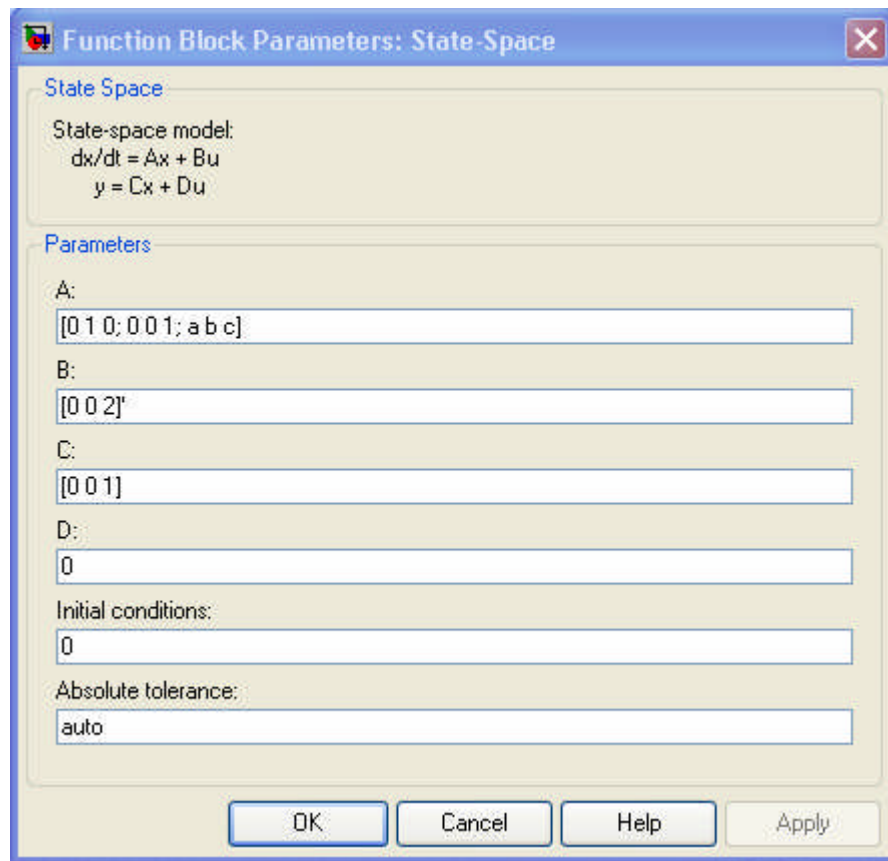 Function Block Parameters: State-Space
State Space
State-space model:
dx/dt = Ax + Bu
y = Cx + Du
Parameters
A:
[0 1 0; 0 0 1; a b c]
B:
[0 0 2]'
C:
[0 0 1]
D:
0
Initial conditions:
0
Absolute tolerance:
auto
OK Cancel Help Apply